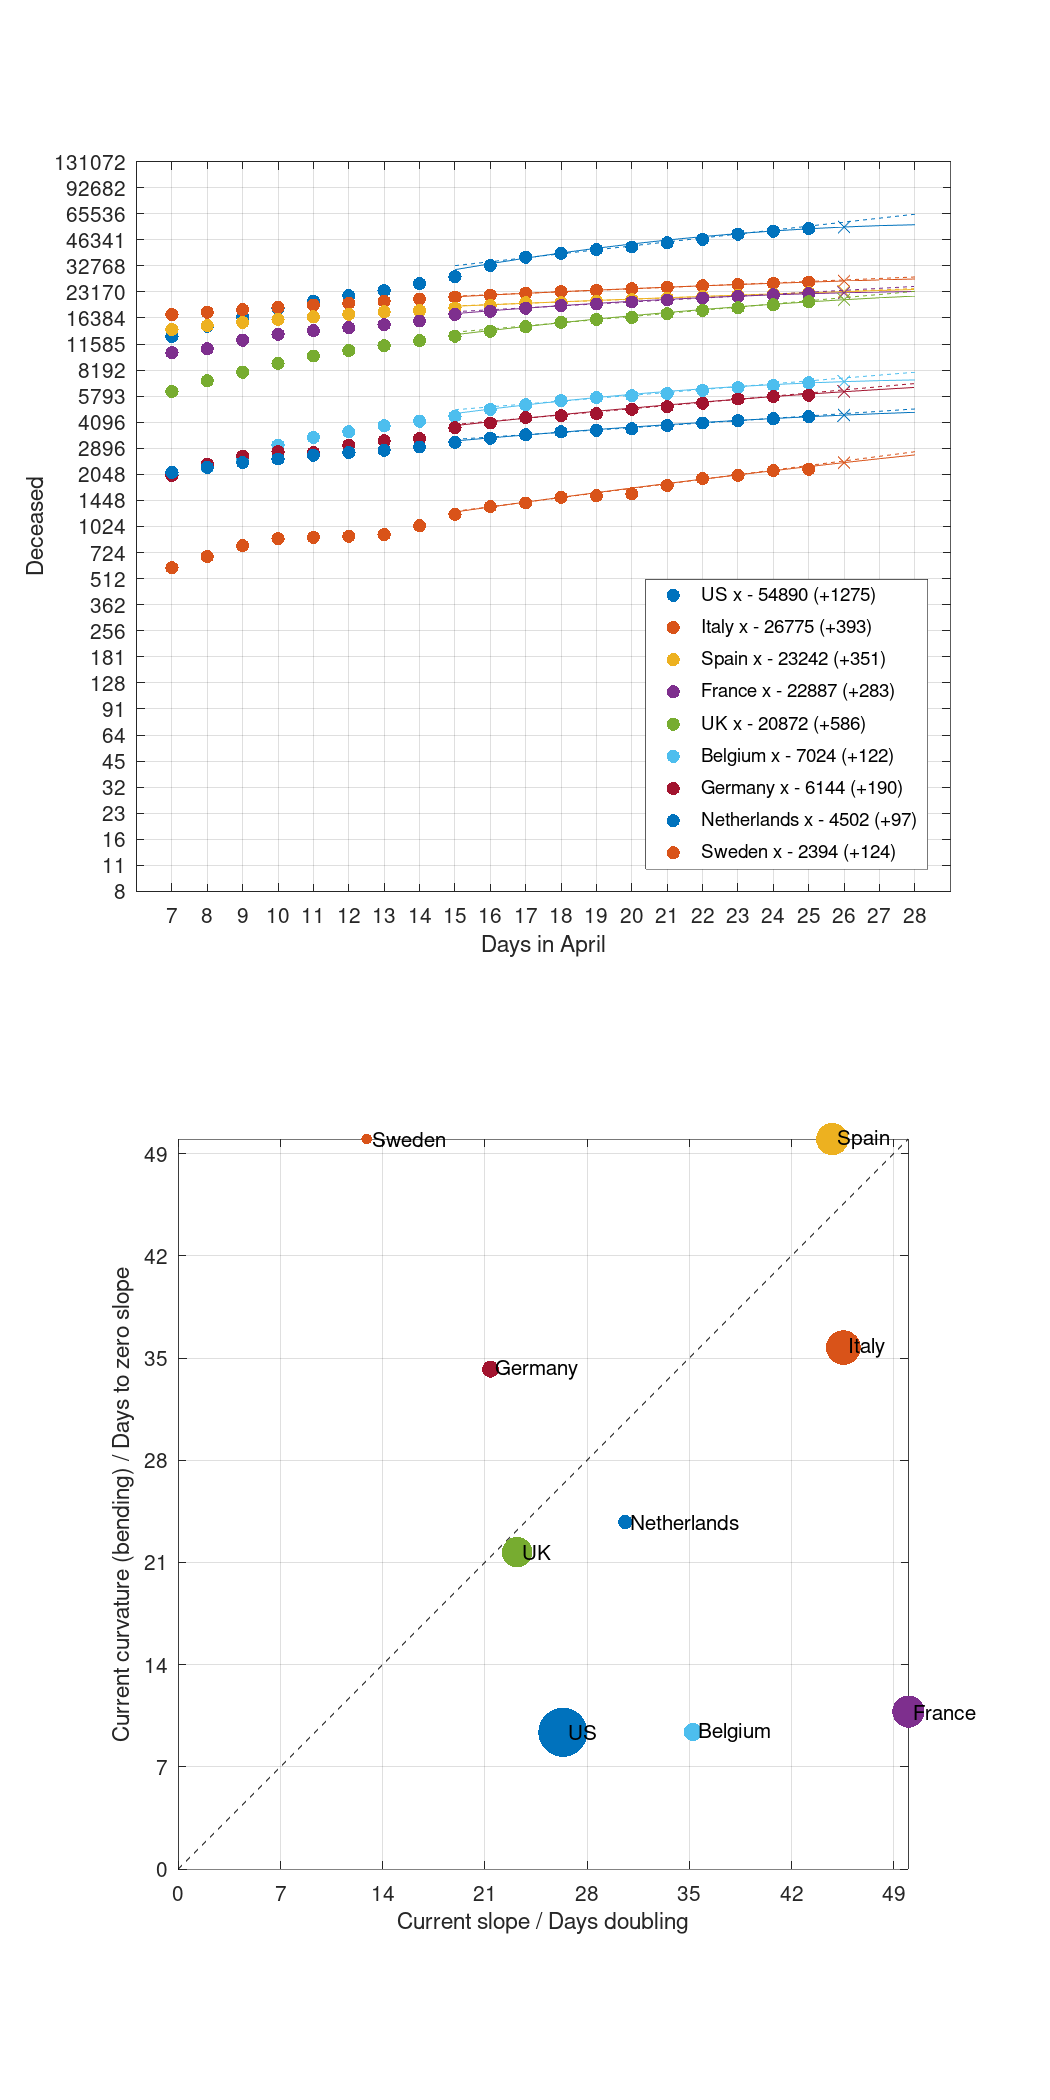 131072
92682
65536
46341
32768
23170
16384
11585
8192
5793
4096
2896
2048
1448
1024
724
512
362
256
181
128
91
64
45
32
23
16
11
8
Deceased
US x - 54890 (+1275)
Italy x - 26775 (+393)
Spain x - 23242 (+351)
France x - 22887 (+283)
UK x - 20872 (+586)
Belgium x - 7024 (+122)
Germany x - 6144 (+190)
Netherlands x - 4502 (+97)
Sweden x - 2394 (+124)
7 8 9 10 11 12 13 14 15 16 17 18 19 20 21 22 23 24 25 26 27 28
Days in April
Sweden
Spain
49
42
35
28
21
14
7
0
Current curvature (bending) / Days to zero slope
Italy
Germany
Netherlands
UK
France
US
Belgium
0 7 14 21 28 35 42 49
Current slope / Days doubling